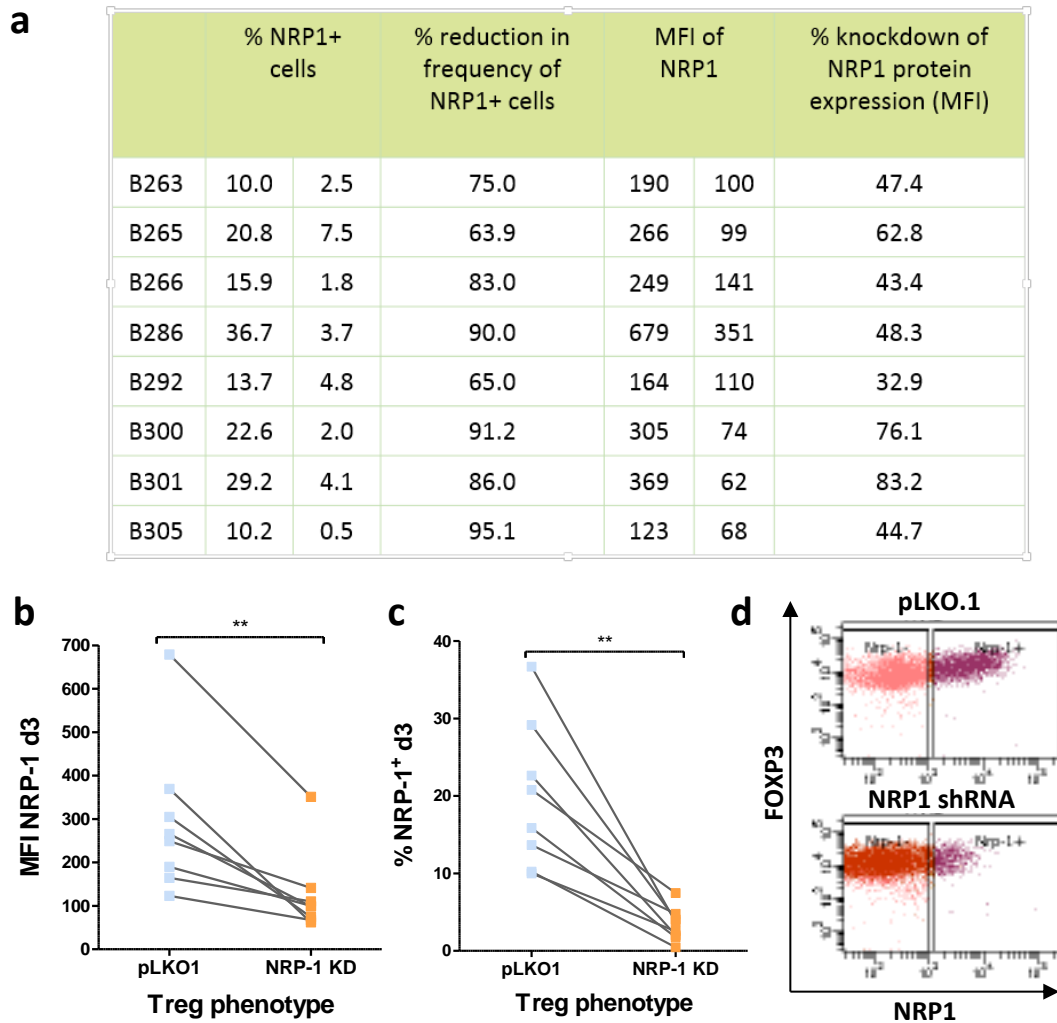 a
% NRP1+ cells % reduction in frequency of NRP1+ cells MFI of NRP1 % knockdown of NRP1 protein expression (MFI)
B263 10.0 2.5 75.0 190 100 47.4
B265 20.8 7.5 63.9 266 99 62.8
B266 15.9 1.8 83.0 249 141 43.4
B286 36.7 3.7 90.0 679 351 48.3
B292 13.7 4.8 65.0 164 110 32.9
B300 22.6 2.0 91.2 305 74 76.1
B301 29.2 4.1 86.0 369 62 83.2
B305 10.2 0.5 95.1 123 68 44.7
b
**
700
600
500
400
300
200
100
0
MFI NRP-1 d3
pLKO1 NRP-1 KD
Treg phenotype
c
**
40
30
20
10
0
% NRP-1+ d3
pLKO1 NRP-1 KD
Treg phenotype
d
pLKO.1
Nrp-1- Nrp-1+
FOXP3
NRP1 shRNA
Nrp-1- Nrp-1+
NRP1